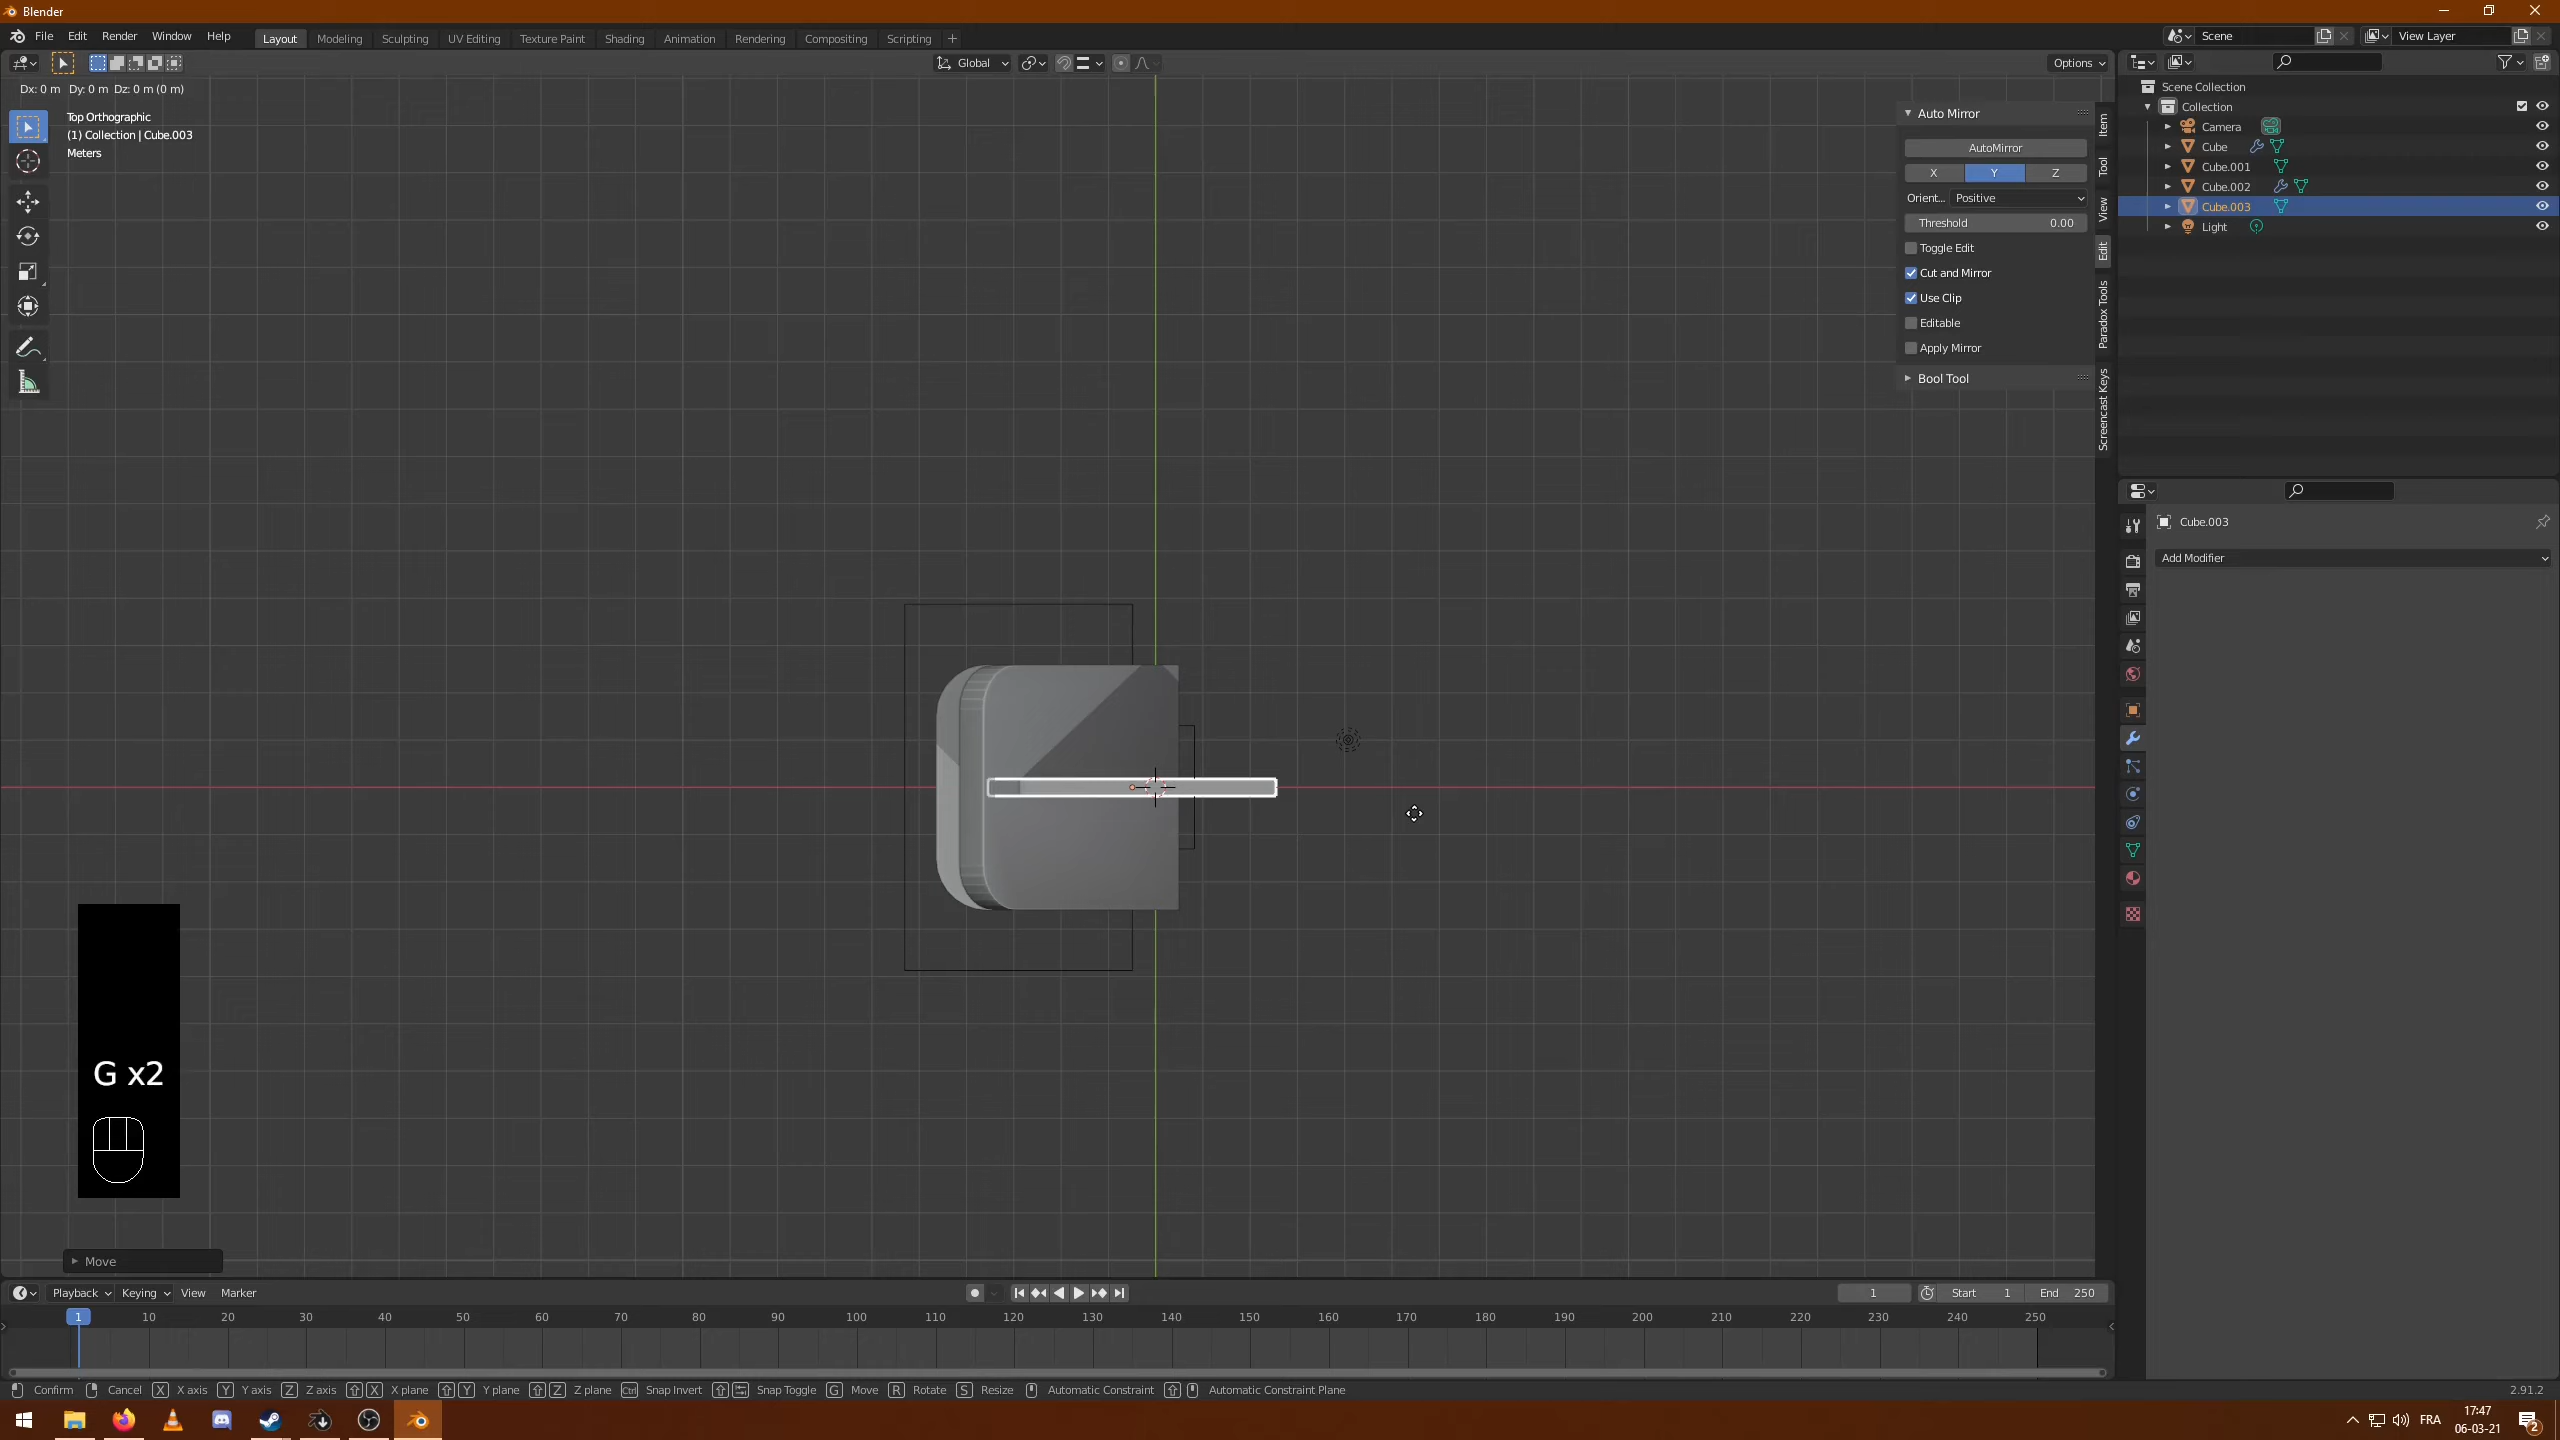 Blender
File Edit Render Window Help Layout Modeling Sculpting UV Editing Texture Paint Shading Animation Rendering Compositing Scripting
Scene
View Layer
Global
Options
Dx: 0 m Dy: 0 m Dz: 0 m (0 m)
Top Orthographic
(1) Collection | Cube.003
Meters
Auto Mirror
AutoMirror
X Y Z
Orient... Positive
Threshold 0.00
Toggle Edit
Cut and Mirror
Use Clip
Editable
Apply Mirror
Bool Tool
Item
Tool
View
Edit
Paradox Tools
Screencast Keys
Scene Collection
Collection
Camera
Cube
Cube.001
Cube.002
Cube.003
Light
Cube.003
Add Modifier
G x2
Move
Playback Keying View Marker
1 Start 1 End 250
1 10 20 30 40 50 60 70 80 90 100 110 120 130 140 150 160 170 180 190 200 210 220 230 240 250
Confirm Cancel X X axis Y Y axis Z Z axis X X plane Y Y plane Z Z plane Ctrl Snap Invert Snap Toggle G Move R Rotate S Resize Automatic Constraint Automatic Constraint Plane
2.91.2
FRA
17:47
06-03-21
2